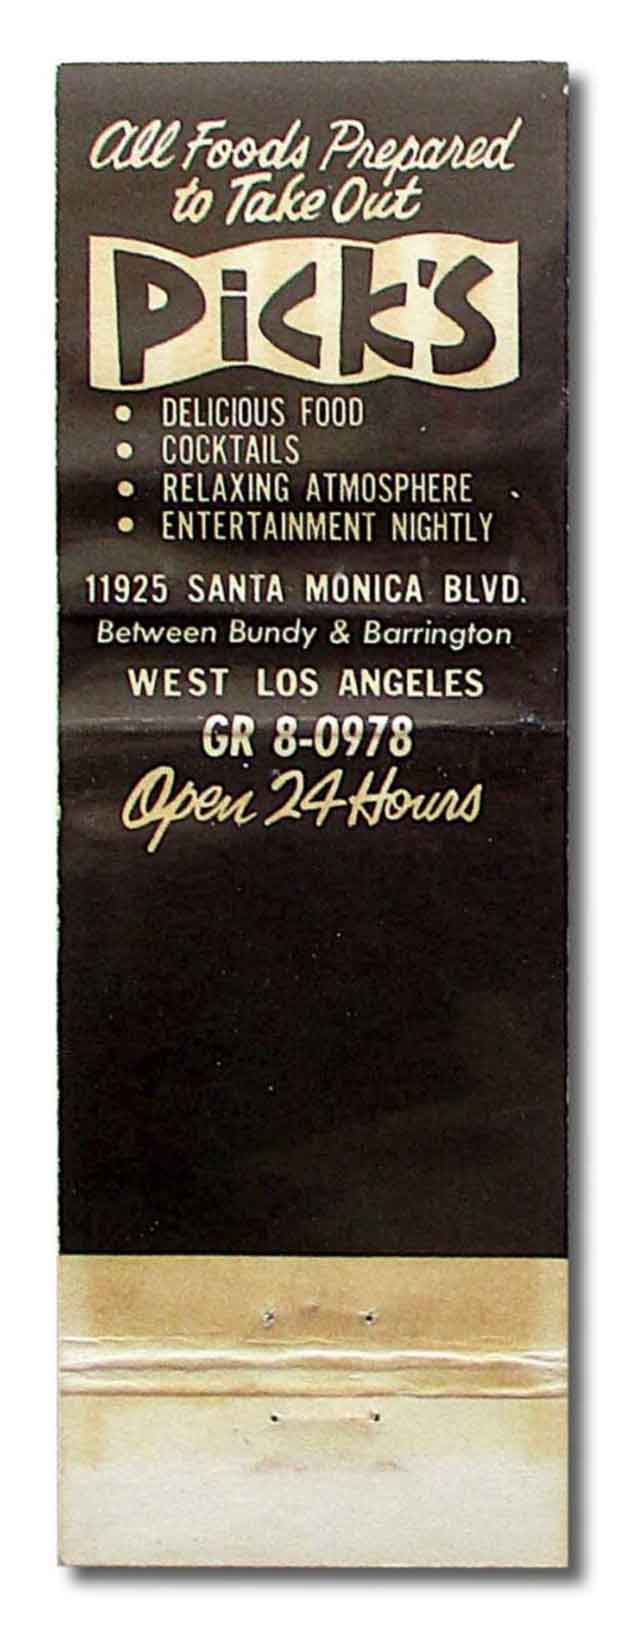 All Foods Prepared
to Take Out
Pick's
• DELICIOUS FOOD
• COCKTAILS
• RELAXING ATMOSPHERE
• ENTERTAINMENT NIGHTLY
11925 SANTA MONICA BLVD.
Between Bundy & Barrington
WEST LOS ANGELES
GR 8-0978
Open 24 Hours